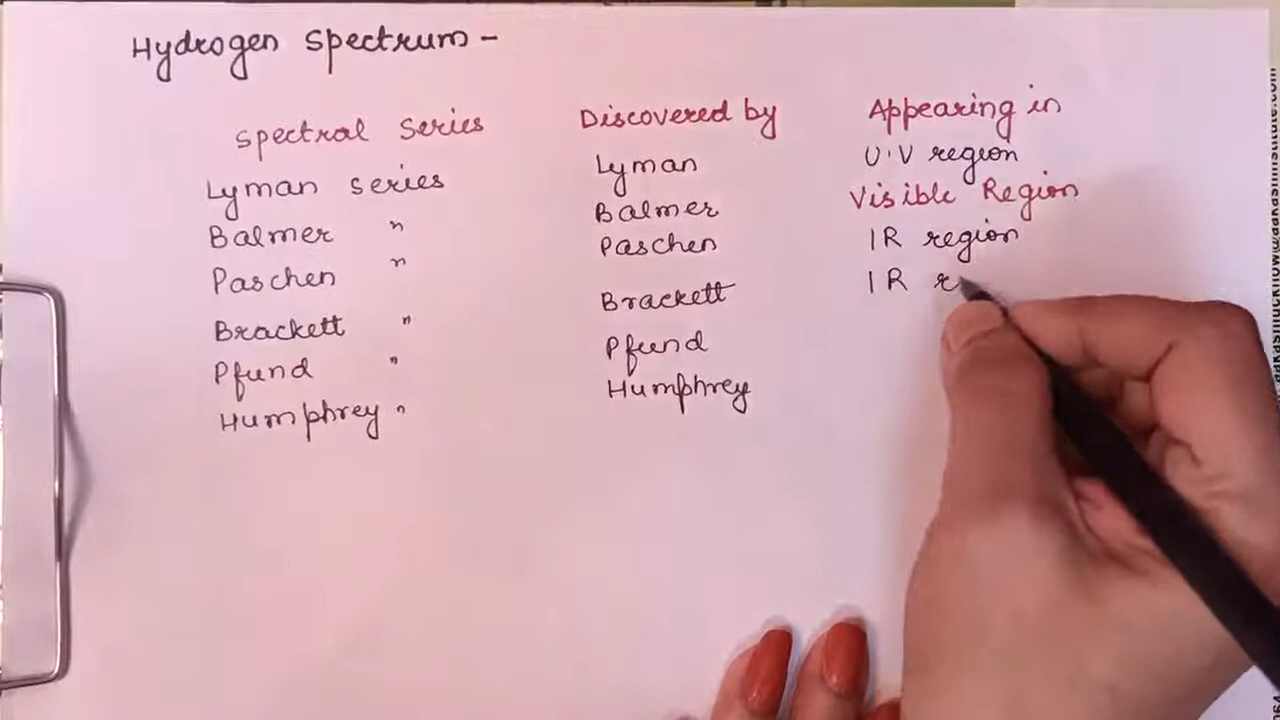 Hydrogen Spectrum -
Spectral Series Discovered by Appearing in
Lyman series Lyman U.V region
Balmer " Balmer Visible Region
Paschen " Paschen IR region
Brackett " Brackett IR r
Pfund " Pfund
Humphrey " Humphrey